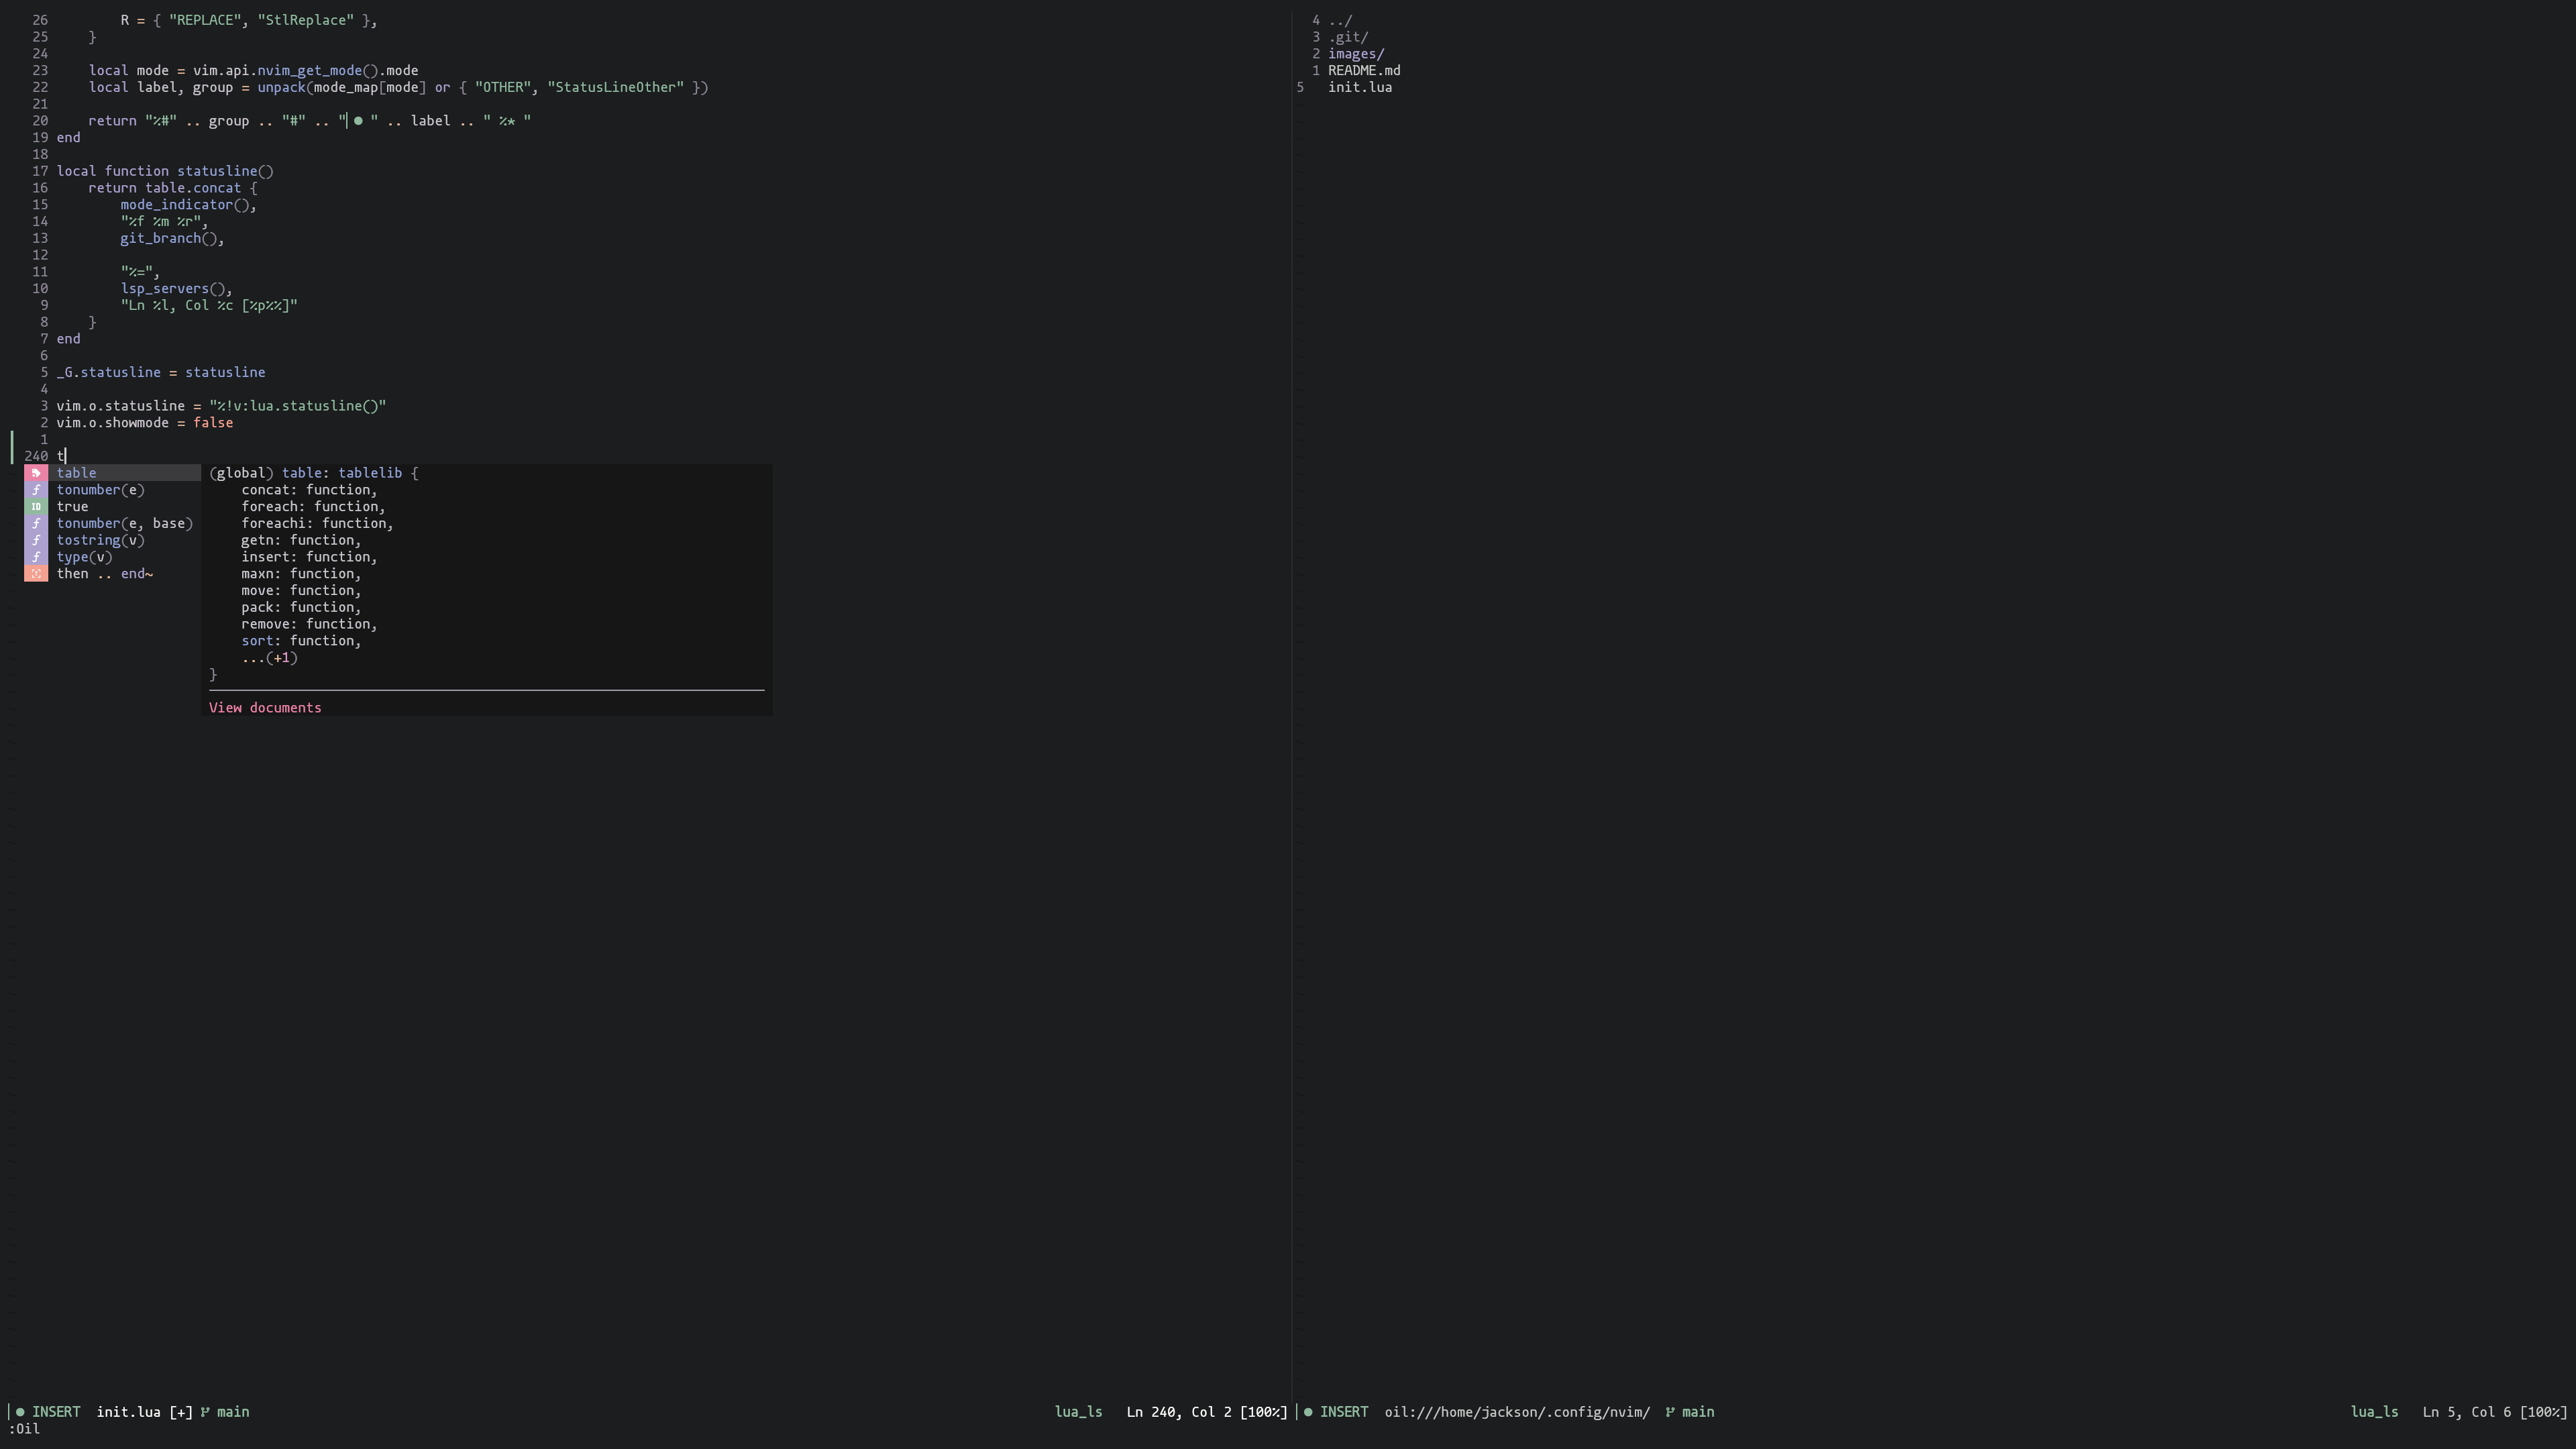 26         R = { "REPLACE", "StlReplace" },
25     }
24
23     local mode = vim.api.nvim_get_mode().mode
22     local label, group = unpack(mode_map[mode] or { "OTHER", "StatusLineOther" })
21
20     return "%#" .. group .. "#" .. "▏● " .. label .. " %* "
19 end
18
17 local function statusline()
16     return table.concat {
15         mode_indicator(),
14         "%f %m %r",
13         git_branch(),
12
11         "%=",
10         lsp_servers(),
9         "Ln %l, Col %c [%p%%]"
8     }
7 end
6
5 _G.statusline = statusline
4
3 vim.o.statusline = "%!v:lua.statusline()"
2 vim.o.showmode = false
1
240 t
table
tonumber(e)
true
tonumber(e, base)
tostring(v)
type(v)
then .. end~
(global) table: tablelib {
    concat: function,
    foreach: function,
    foreachi: function,
    getn: function,
    insert: function,
    maxn: function,
    move: function,
    pack: function,
    remove: function,
    sort: function,
    ...(+1)
}
View documents
4 ../
3 .git/
2 images/
1 README.md
5 init.lua
▏● INSERT  init.lua [+] main lua_ls   Ln 240, Col 2 [100%]
▏● INSERT  oil:///home/jackson/.config/nvim/  main lua_ls   Ln 5, Col 6 [100%]
:Oil